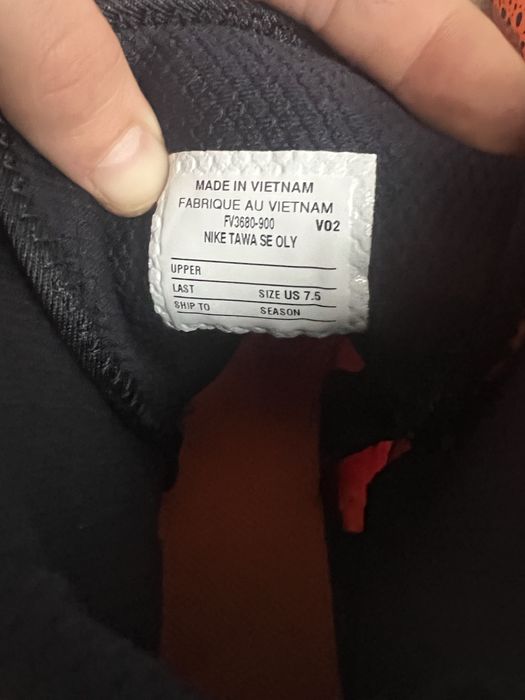 MADE IN VIETNAM
FABRIQUE AU VIETNAM
FV3680-900 V02
NIKE TAWA SE OLY
UPPER
LAST SIZE US 7.5
SHIP TO SEASON